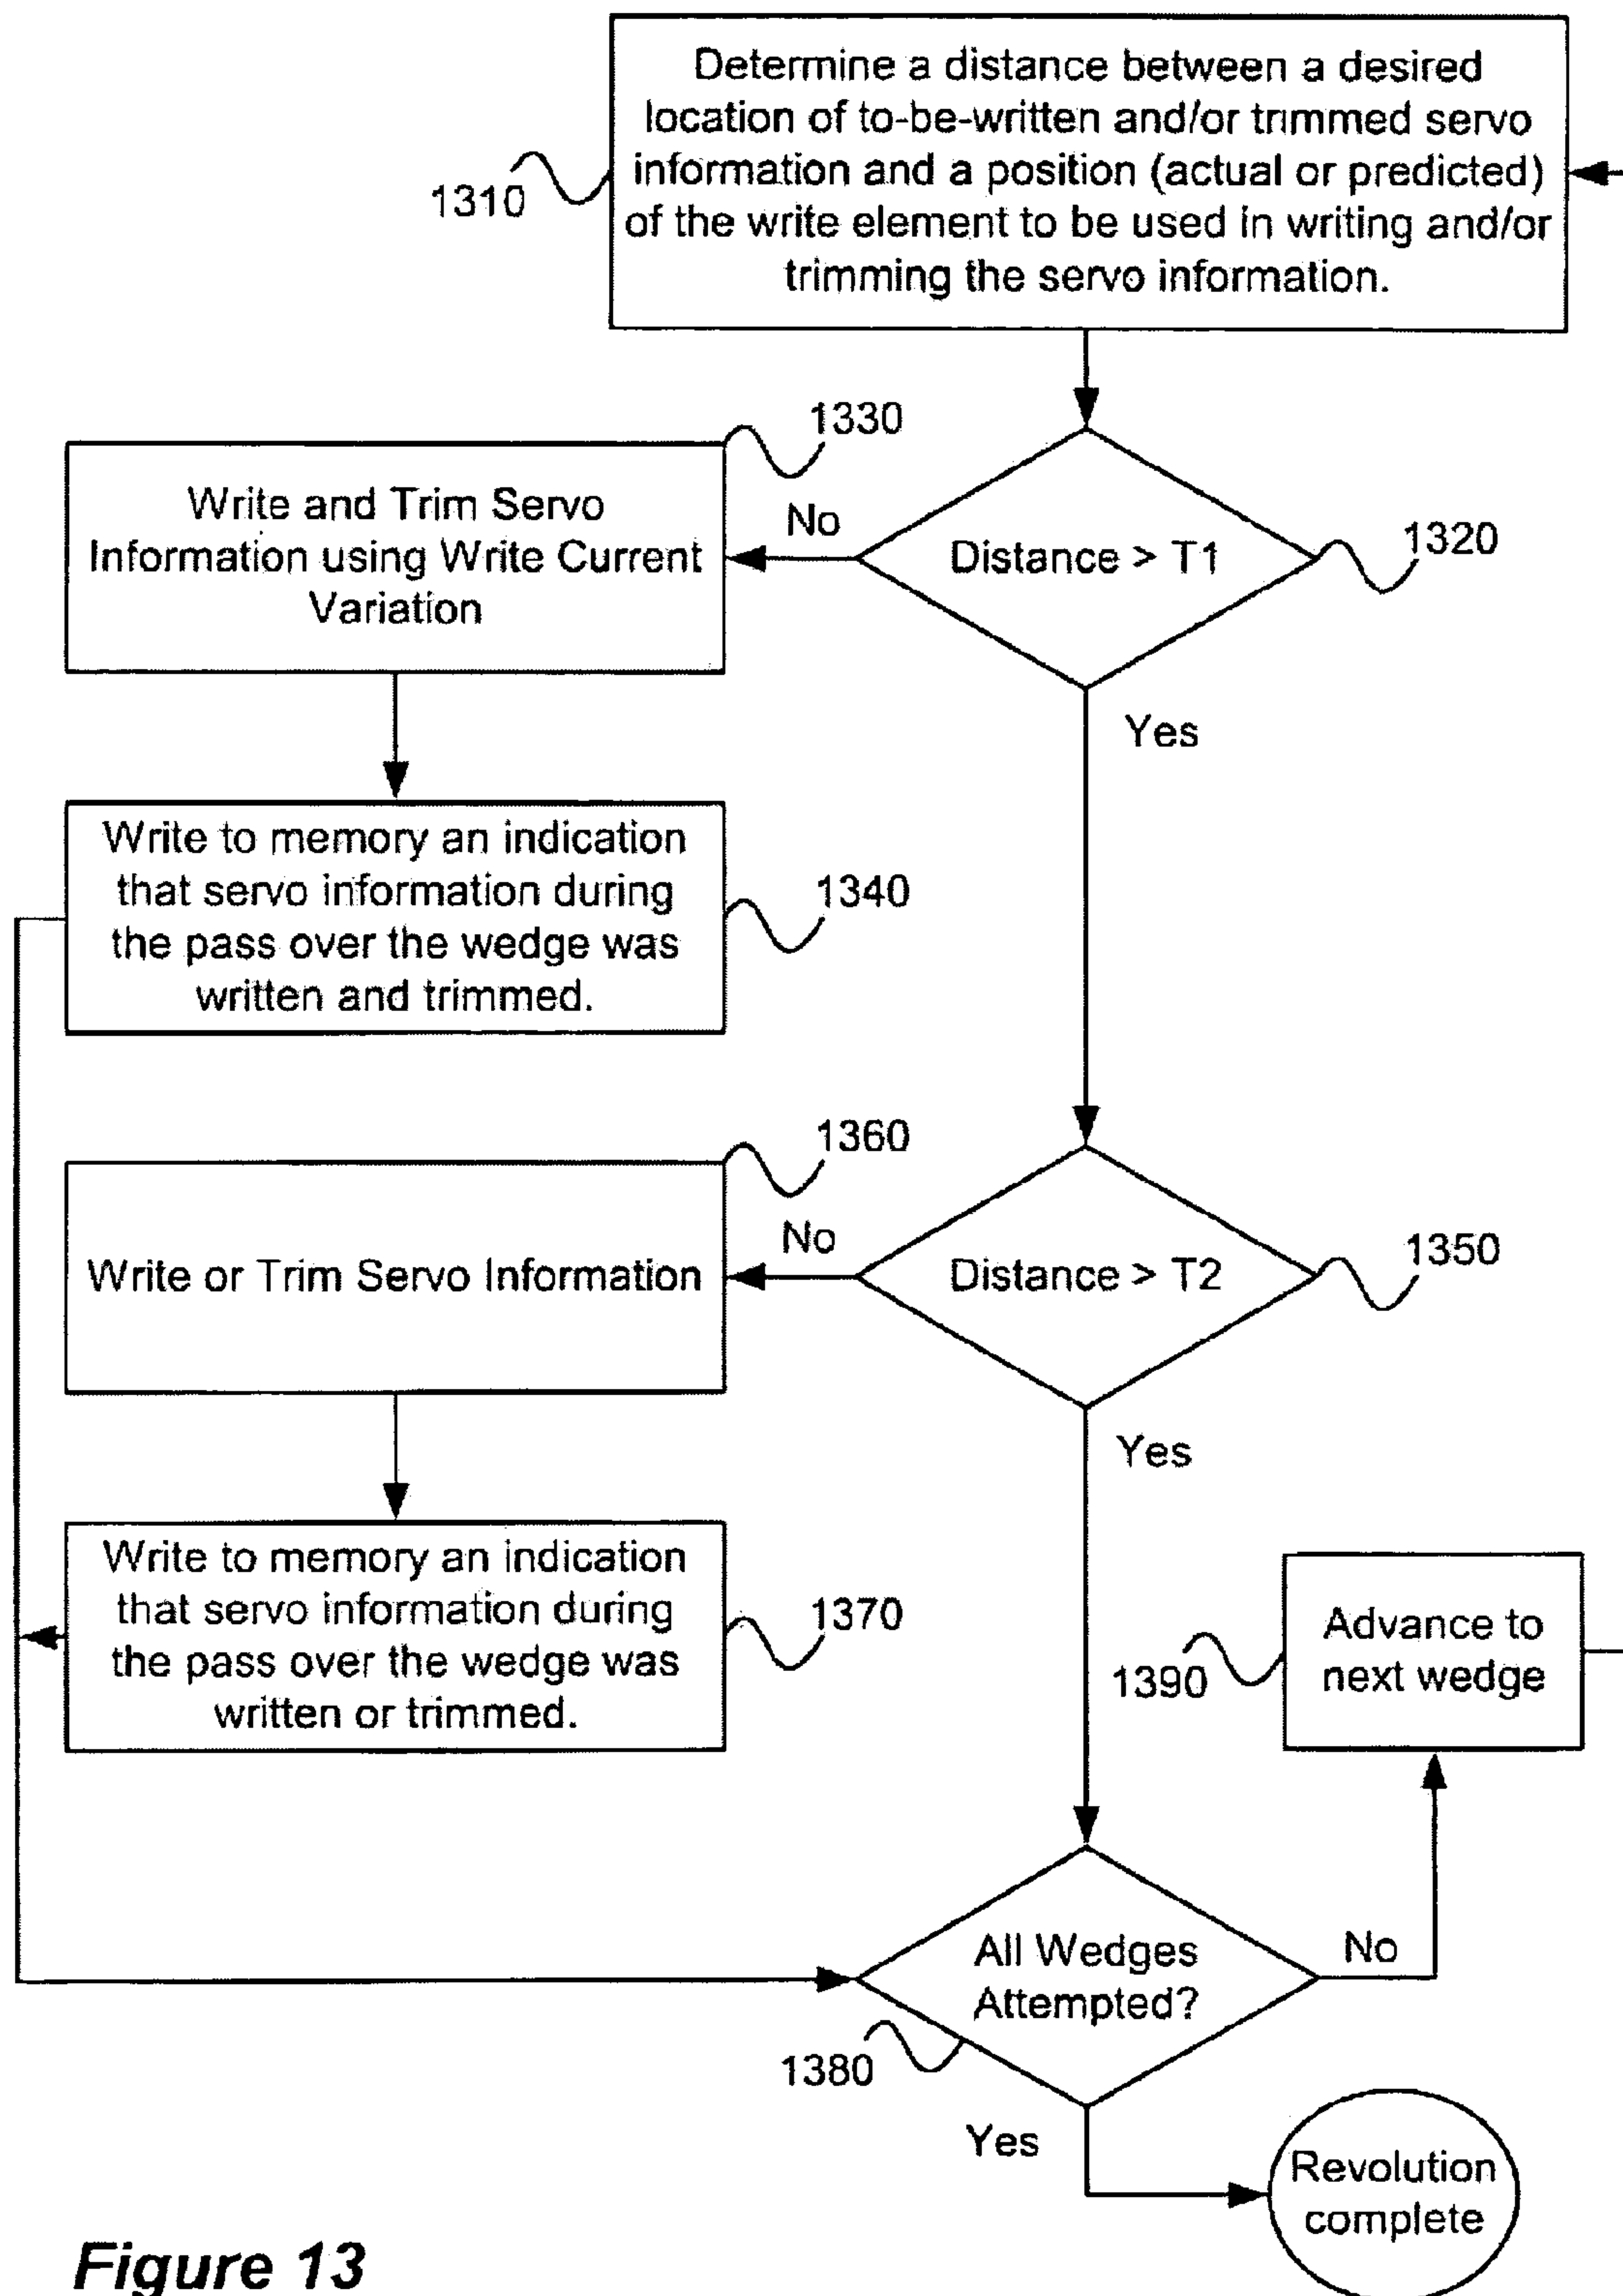 Determine a distance between a desired
location of to-be-written and/or trimmed servo
information and a position (actual or predicted)
of the write element to be used in writing and/or
trimming the servo information.
1310
1330
Write and Trim Servo
Information using Write Current
Variation
No
Distance > T1
1320
Yes
Write to memory an indication
that servo information during
the pass over the wedge was
written and trimmed.
1340
1360
Write or Trim Servo Information
No
Distance > T2
1350
Yes
Write to memory an indication
that servo information during
the pass over the wedge was
written or trimmed.
1370
1390
Advance to
next wedge
All Wedges
Attempted?
No
1380
Yes
Revolution
complete
Figure 13